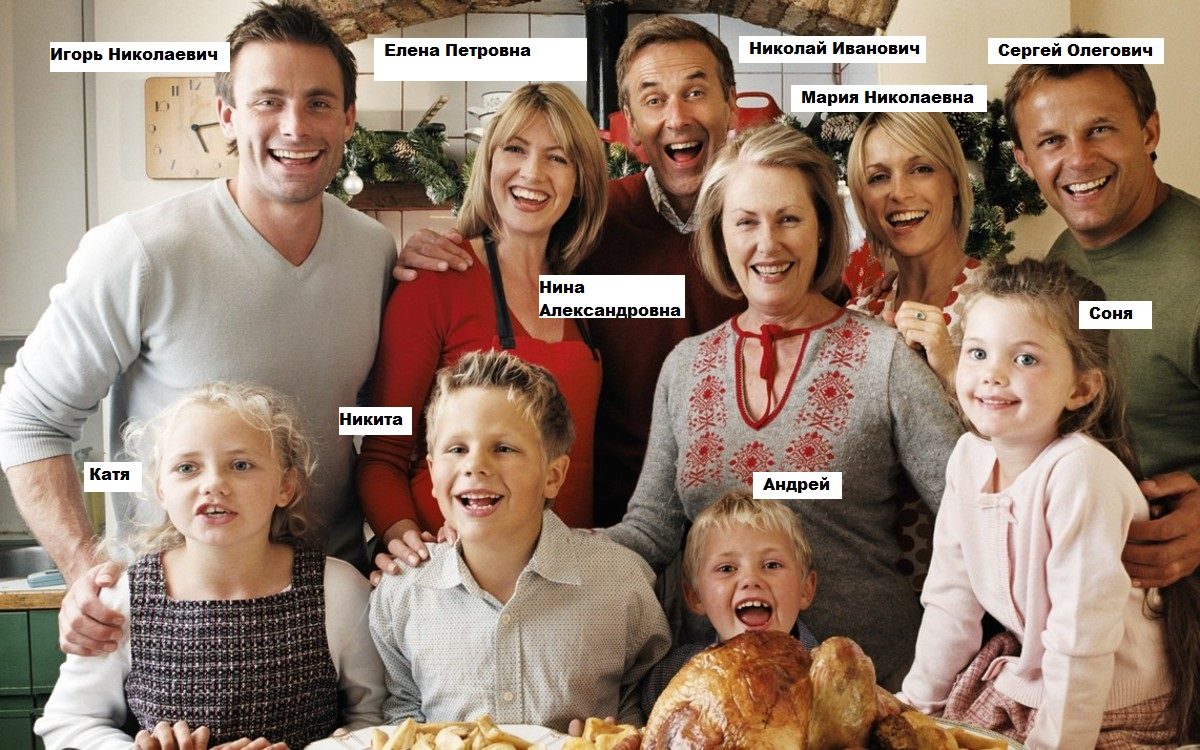 Игорь Николаевич
Елена Петровна
Николай Иванович
Сергей Олегович
Мария Николаевна
Нина
Александровна
Соня
Никита
Катя
Андрей